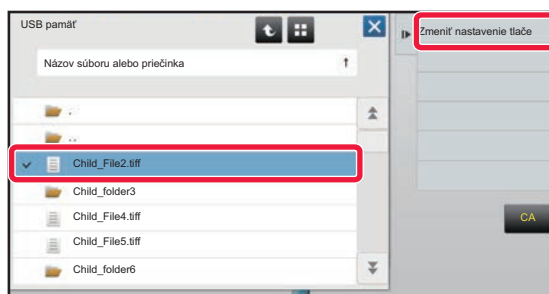 USB pamäť
Zmeniť nastavenie tlače
Názov súboru alebo priečinka
.
..
Child_File2.tiff
Child_folder3
Child_File4.tiff
CA
Child_File5.tiff
Child_folder6